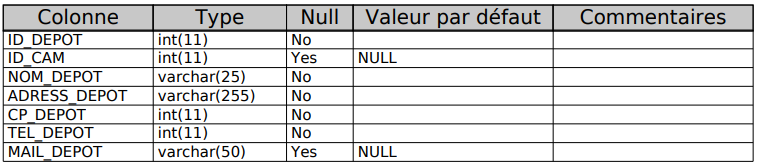 Colonne Type Null Valeur par défaut Commentaires
ID_DEPOT int(11) No
ID_CAM int(11) Yes NULL
NOM_DEPOT varchar(25) No
ADRESS_DEPOT varchar(255) No
CP_DEPOT int(11) No
TEL_DEPOT int(11) No
MAIL_DEPOT varchar(50) Yes NULL